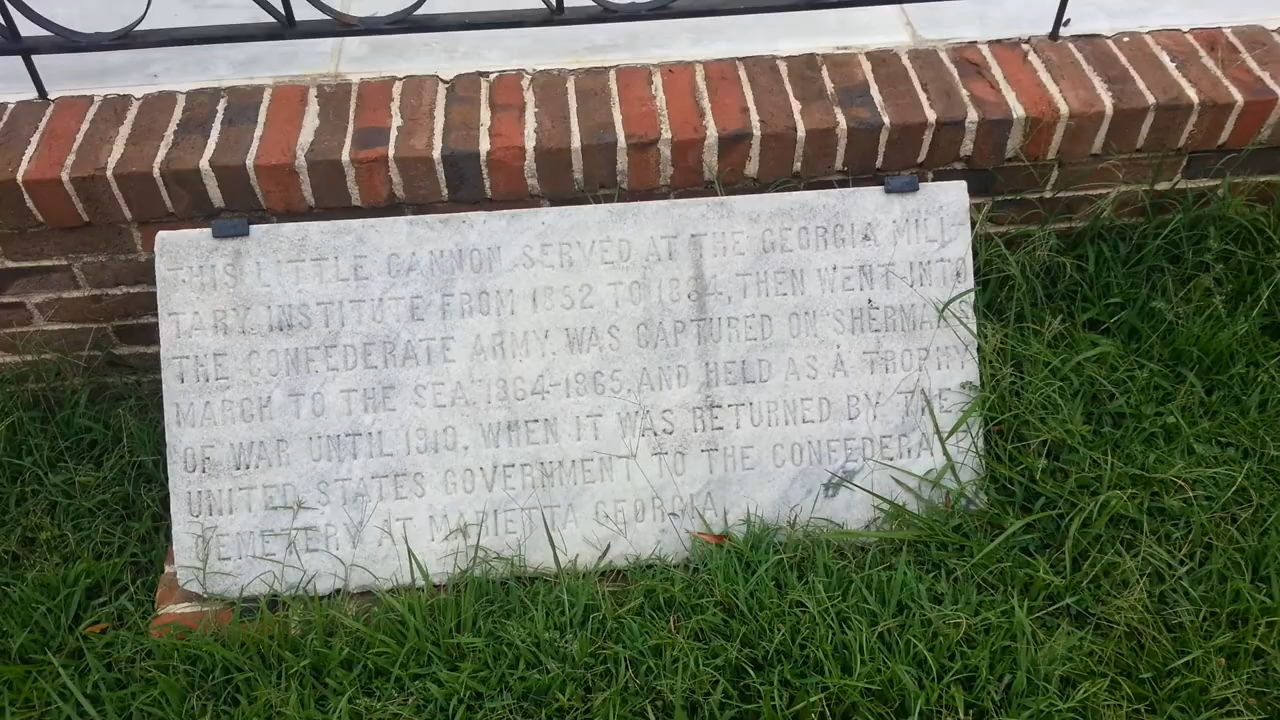 THIS LITTLE CANNON SERVED AT THE GEORGIA MILI-
TARY INSTITUTE FROM 1852 TO 1864, THEN WENT INTO
THE CONFEDERATE ARMY. WAS CAPTURED ON SHERMAN'S
MARCH TO THE SEA, 1864-1865, AND HELD AS A TROPHY
OF WAR UNTIL 1910, WHEN IT WAS RETURNED BY THE
UNITED STATES GOVERNMENT TO THE CONFEDERATE
CEMETERY AT MARIETTA GEORGIA.